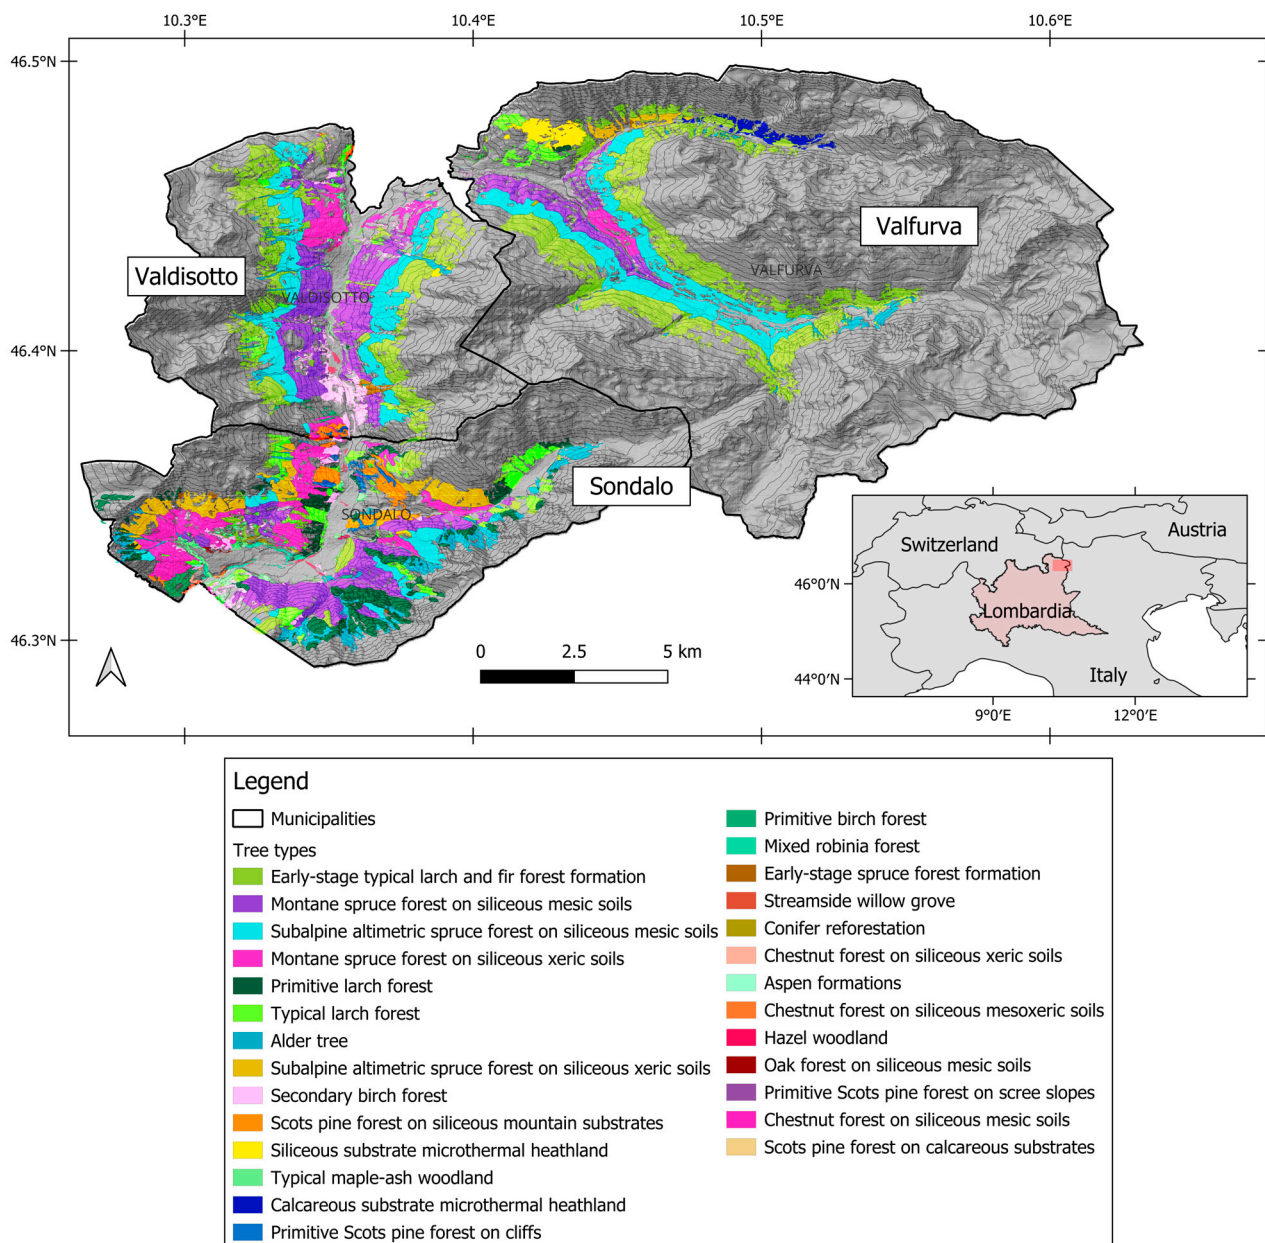 10.3°E
10.4°E
10.5°E
10.6°E
46.5°N
46.4°N
46.3°N
Valdisotto
VALDISOTTO
Valfurva
VALFURVA
Sondalo
SONDALO
0
2.5
5 km
Switzerland
Austria
Lombardia
Italy
46°0′N
44°0′N
9°0′E
12°0′E
Legend
Municipalities
Tree types
Early-stage typical larch and fir forest formation
Montane spruce forest on siliceous mesic soils
Subalpine altimetric spruce forest on siliceous mesic soils
Montane spruce forest on siliceous xeric soils
Primitive larch forest
Typical larch forest
Alder tree
Subalpine altimetric spruce forest on siliceous xeric soils
Secondary birch forest
Scots pine forest on siliceous mountain substrates
Siliceous substrate microthermal heathland
Typical maple-ash woodland
Calcareous substrate microthermal heathland
Primitive Scots pine forest on cliffs
Primitive birch forest
Mixed robinia forest
Early-stage spruce forest formation
Streamside willow grove
Conifer reforestation
Chestnut forest on siliceous xeric soils
Aspen formations
Chestnut forest on siliceous mesoxeric soils
Hazel woodland
Oak forest on siliceous mesic soils
Primitive Scots pine forest on scree slopes
Chestnut forest on siliceous mesic soils
Scots pine forest on calcareous substrates